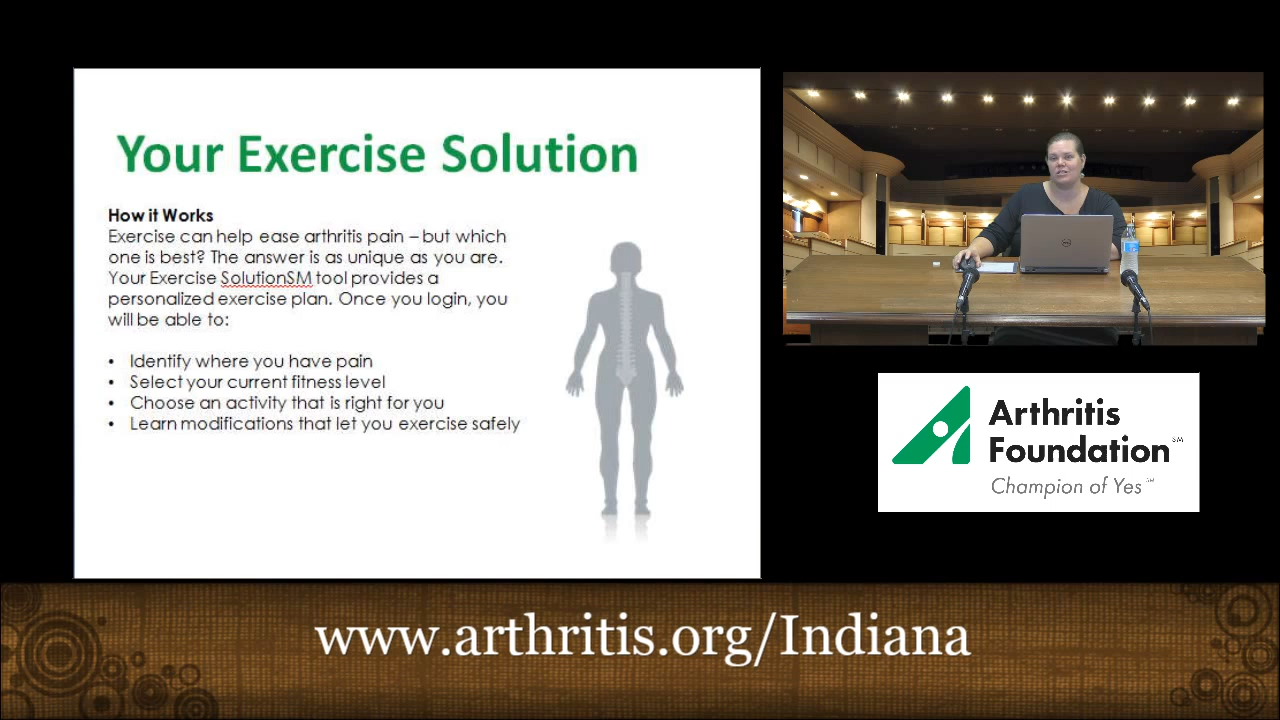 Your Exercise Solution
How it Works
Exercise can help ease arthritis pain – but which
one is best? The answer is as unique as you are.
Your Exercise SolutionSM tool provides a
personalized exercise plan. Once you login, you
will be able to:
• Identify where you have pain
• Select your current fitness level
• Choose an activity that is right for you
• Learn modifications that let you exercise safely
Arthritis
Foundation℠
Champion of Yes℠
www.arthritis.org/Indiana